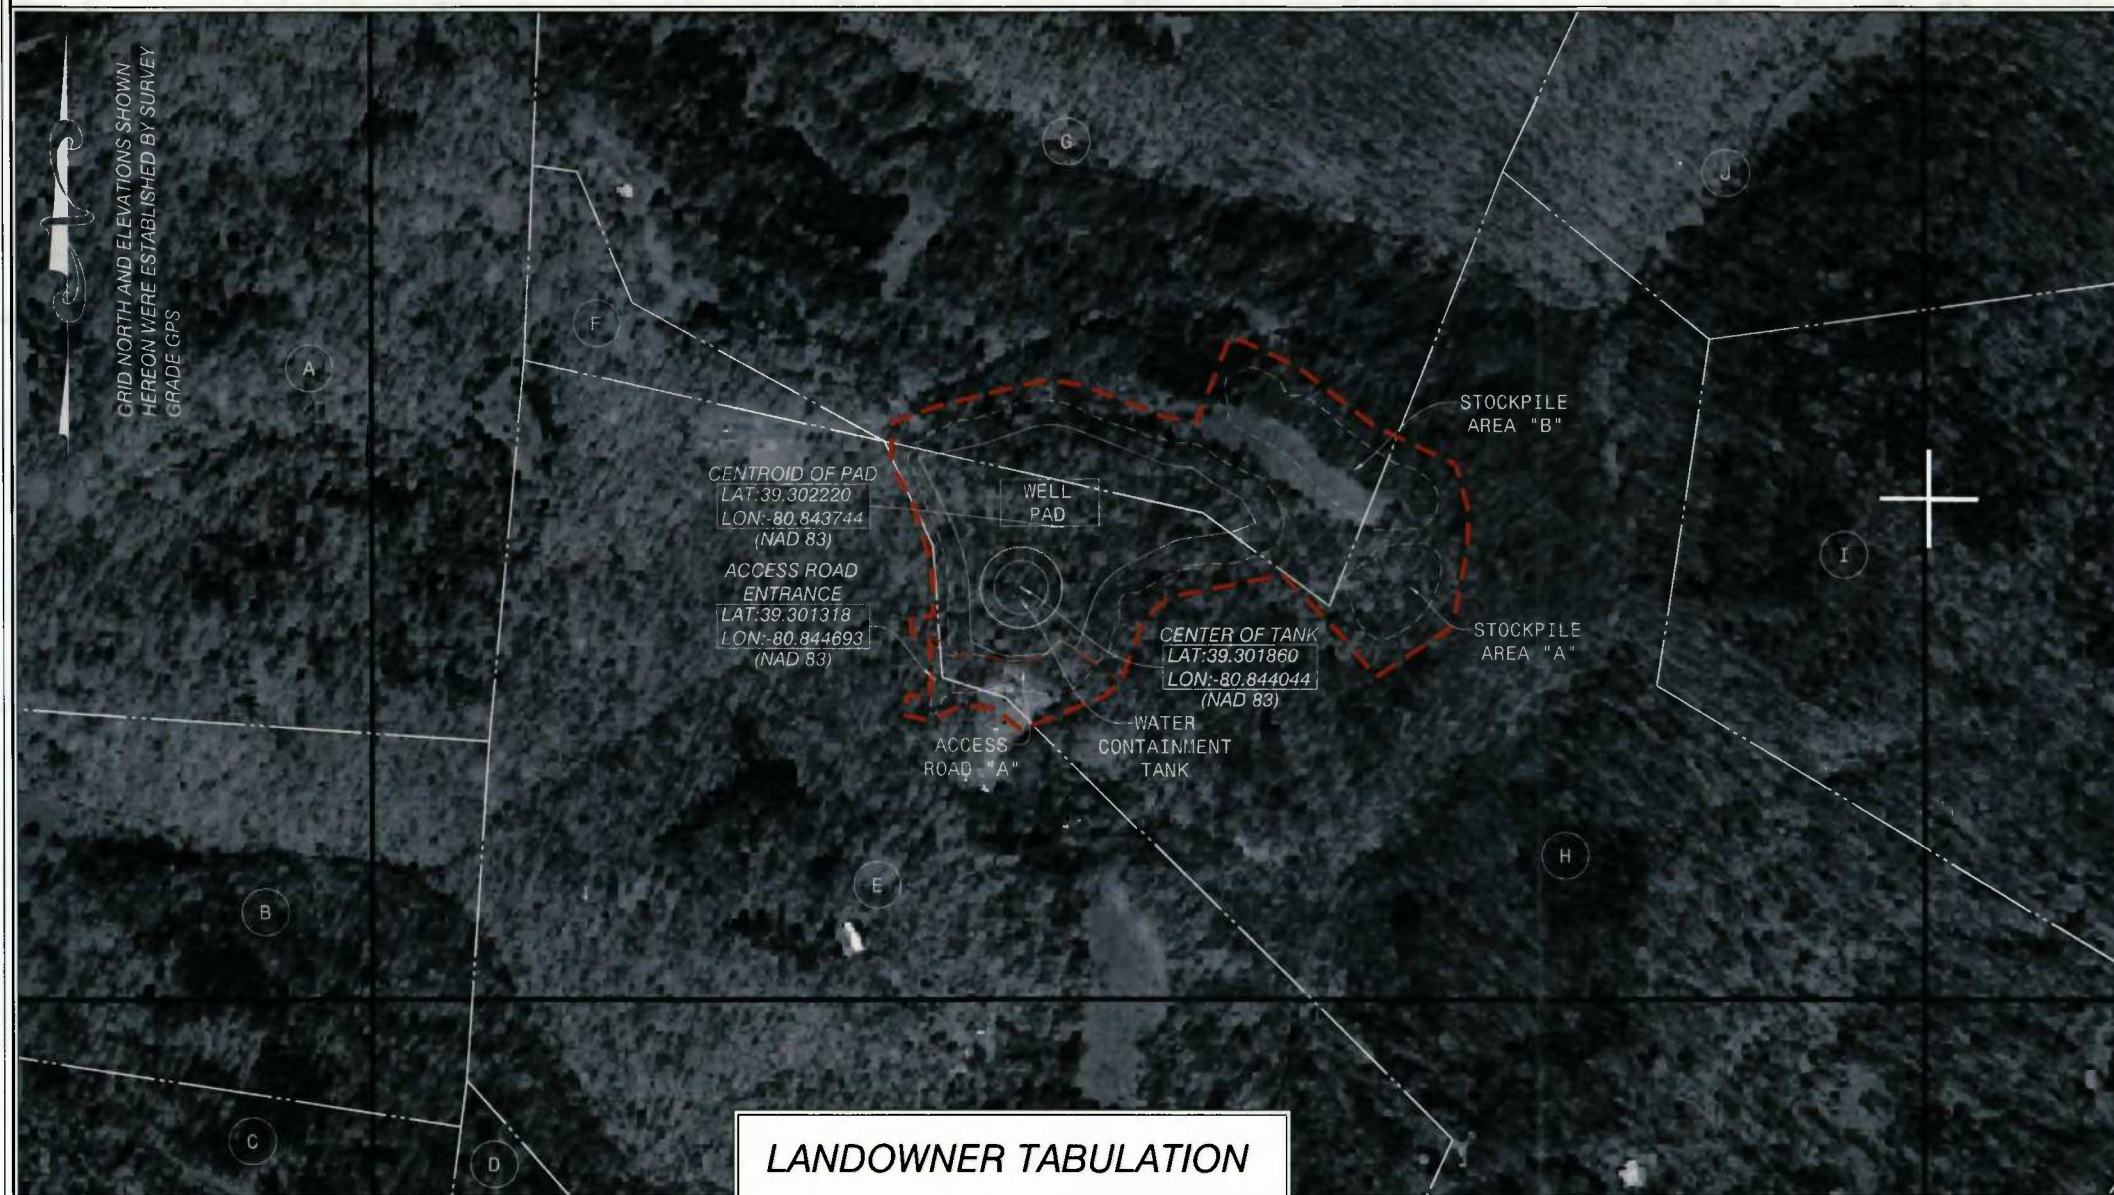 GRID NORTH AND ELEVATIONS SHOWN
HEREON WERE ESTABLISHED BY SURVEY
GRADE GPS
G
J
F
A
STOCKPILE
AREA "B"
CENTROID OF PAD
LAT:39.302220
LON:-80.843744
(NAD 83)
WELL
PAD
I
ACCESS ROAD
ENTRANCE
LAT:39.301318
LON:-80.844693
(NAD 83)
CENTER OF TANK
LAT:39.301860
LON:-80.844044
(NAD 83)
STOCKPILE
AREA "A"
WATER
CONTAINMENT
TANK
ACCESS
ROAD "A"
H
E
B
C
D
LANDOWNER TABULATION